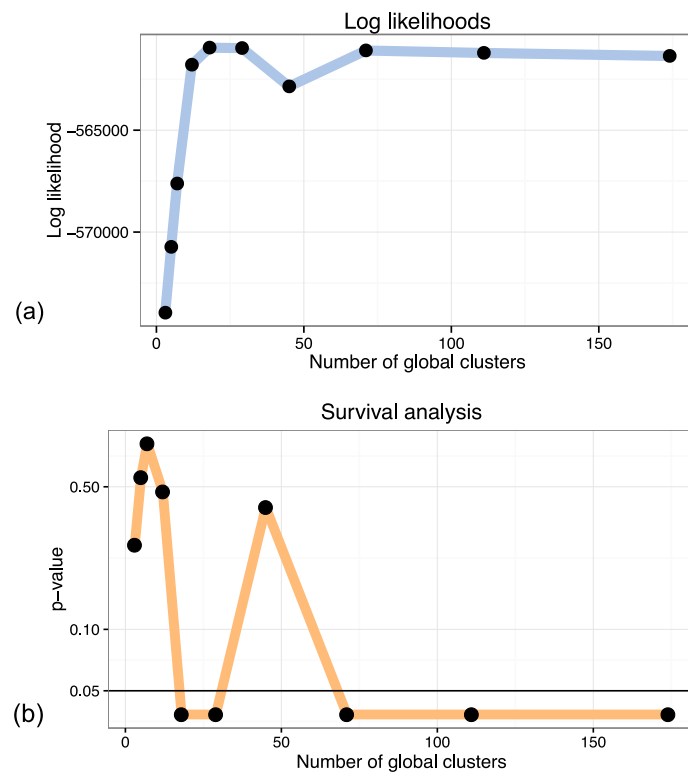 Log likelihoods
Log likelihood
−565000
−570000
(a)
0 50 100 150
Number of global clusters
Survival analysis
p−value
0.50
0.10
0.05
(b)
0 50 100 150
Number of global clusters